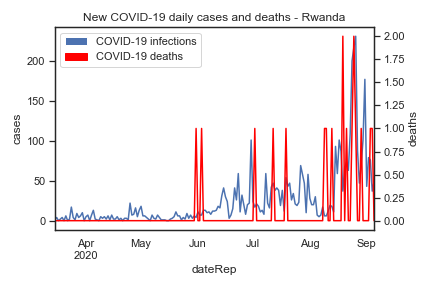 New COVID-19 daily cases and deaths - Rwanda
COVID-19 infections
COVID-19 deaths
200
150
100
50
0
cases
2.00
1.75
1.50
1.25
1.00
0.75
0.50
0.25
0.00
deaths
Apr May Jun Jul Aug Sep
2020
dateRep